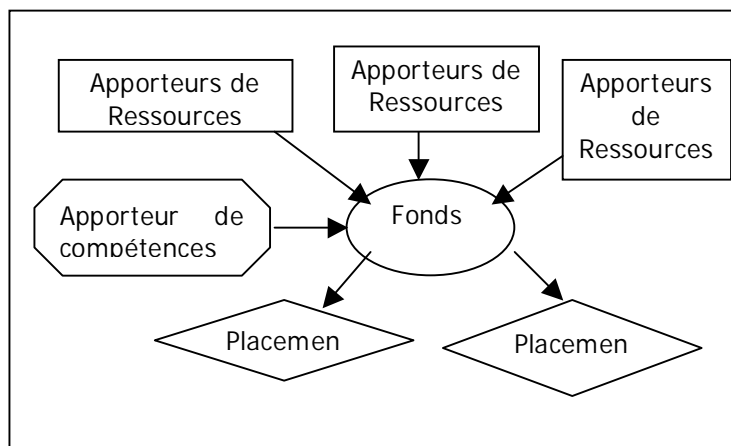 Apporteurs de
Ressources
Apporteurs de
Ressources
Apporteurs
de
Ressources
Apporteur de
compétences
Fonds
Placemen
Placemen